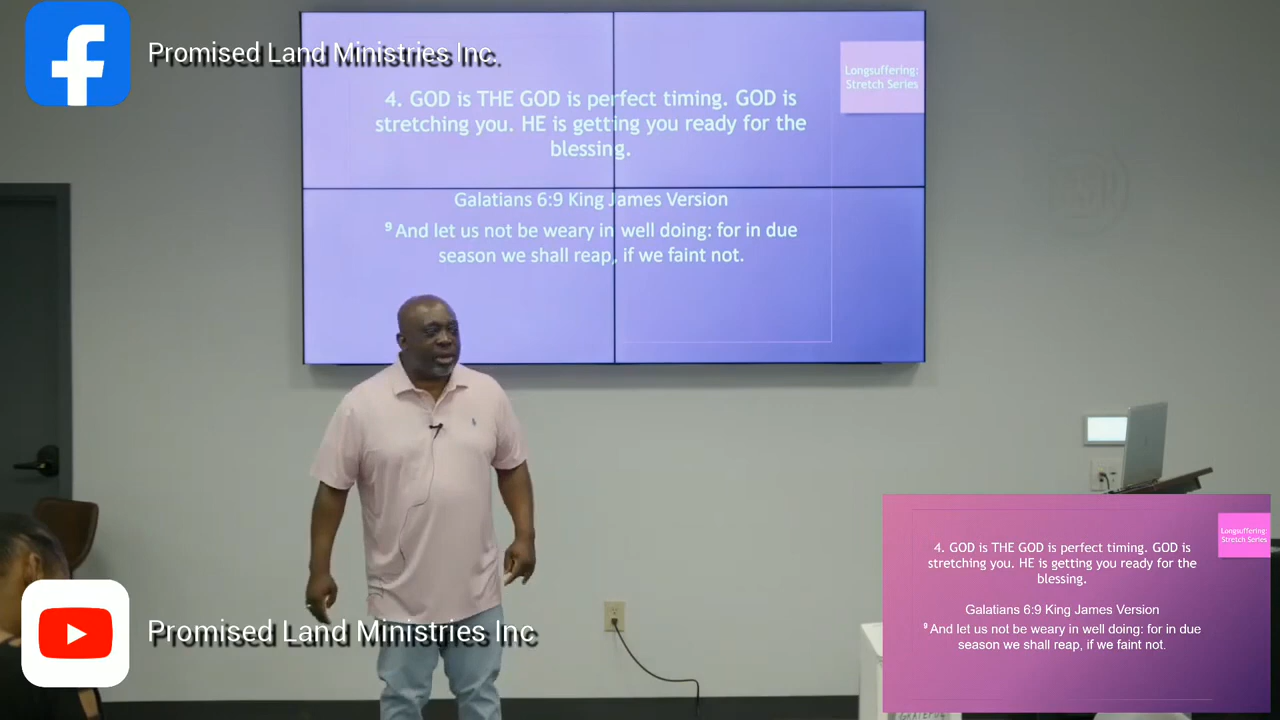 Promised Land Ministries Inc.
Longsuffering:
Stretch Series
4. GOD is THE GOD is perfect timing. GOD is
stretching you. HE is getting you ready for the
blessing.
Galatians 6:9 King James Version
9 And let us not be weary in well doing: for in due
season we shall reap, if we faint not.
Promised Land Ministries Inc
Longsuffering:
Stretch Series
4. GOD is THE GOD is perfect timing. GOD is
stretching you. HE is getting you ready for the
blessing.
Galatians 6:9 King James Version
9 And let us not be weary in well doing: for in due
season we shall reap, if we faint not.